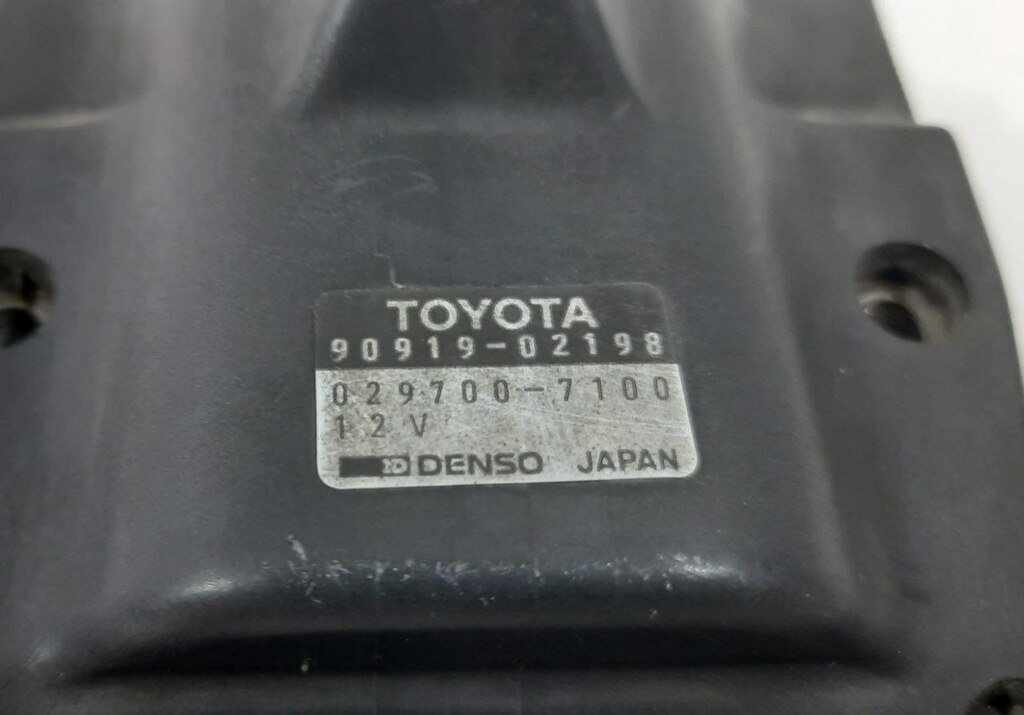 TOYOTA
90919-02198
029700-7100
12V
DENSO JAPAN